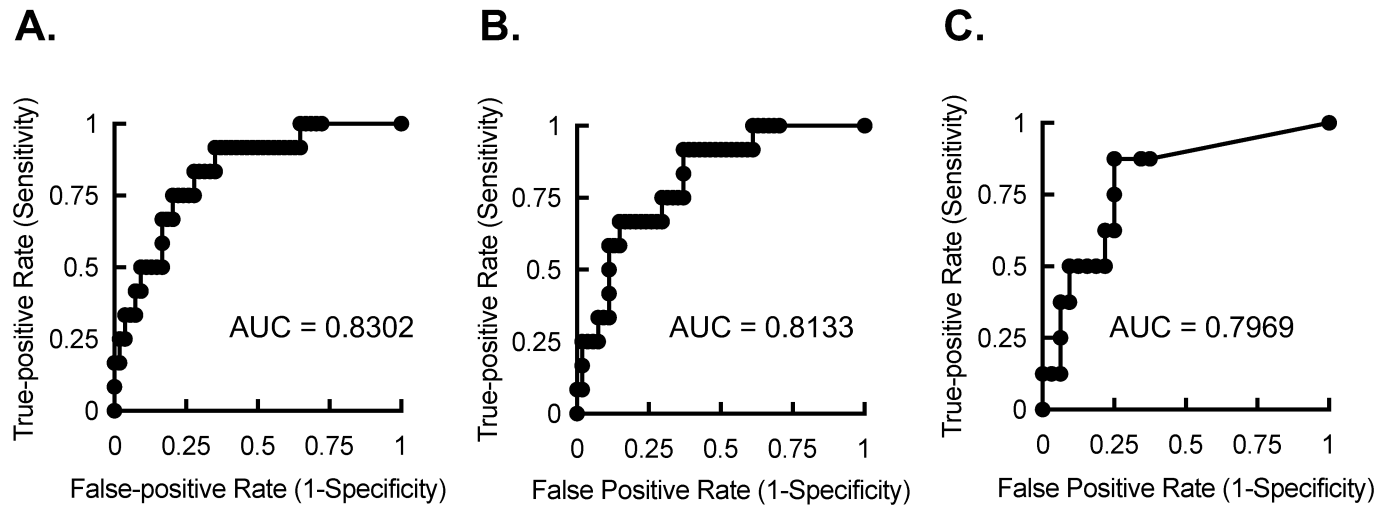 A.
True-positive Rate (Sensitivity)
1
0.75
0.5
0.25
0
AUC = 0.8302
0 0.25 0.5 0.75 1
False-positive Rate (1-Specificity)
B.
True-positive Rate (Sensitivity)
1
0.75
0.5
0.25
0
AUC = 0.8133
0 0.25 0.5 0.75 1
False Positive Rate (1-Specificity)
C.
True-positive Rate (Sensitivity)
1
0.75
0.5
0.25
0
AUC = 0.7969
0 0.25 0.5 0.75 1
False Positive Rate (1-Specificity)